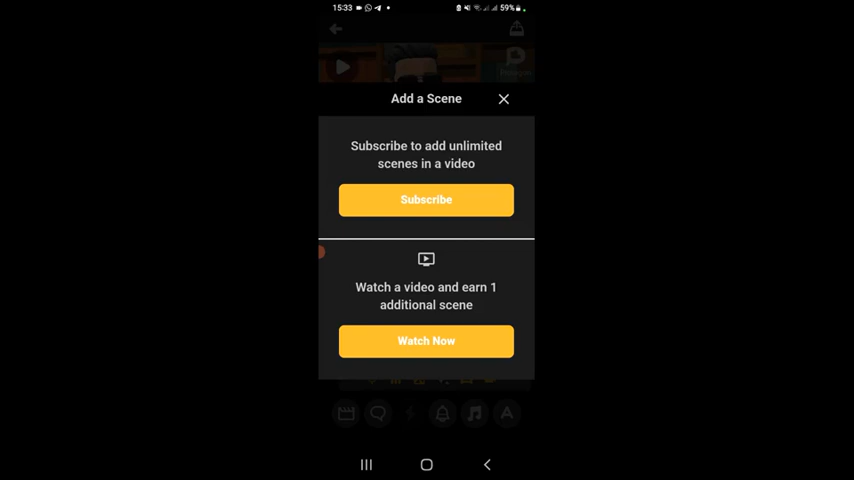 15:33
59%
Add a Scene
Subscribe to add unlimited
scenes in a video
Subscribe
Watch a video and earn 1
additional scene
Watch Now
A